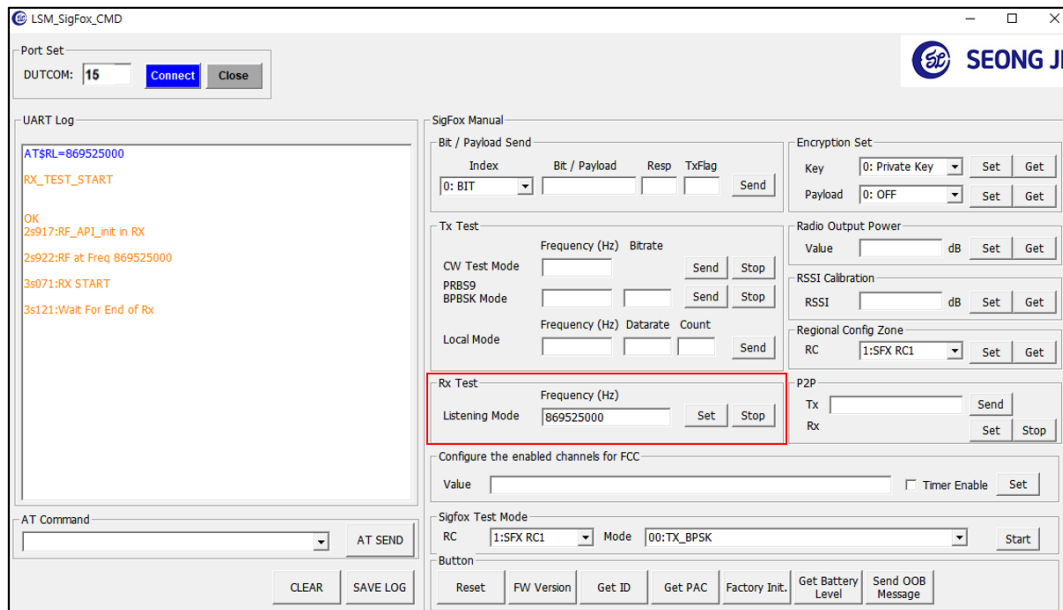 LSM_SigFox_CMD
Port Set
DUTCOM: 15 Connect Close
SEONG JI
UART Log
AT$RL=869525000
RX_TEST_START
OK
2s917:RF_API_init in RX
2s922:RF at Freq 869525000
3s071:RX START
3s121:Wait For End of Rx
AT Command
AT SEND
CLEAR SAVE LOG
SigFox Manual
Bit / Payload Send
Index Bit / Payload Resp TxFlag
0: BIT Send
Tx Test
Frequency (Hz) Bitrate
CW Test Mode Send Stop
PRBS9
BPBSK Mode Send Stop
Frequency (Hz) Datarate Count
Local Mode Send
Rx Test
Frequency (Hz)
Listening Mode 869525000 Set Stop
Encryption Set
Key 0: Private Key Set Get
Payload 0: OFF Set Get
Radio Output Power
Value dB Set Get
RSSI Calibration
RSSI dB Set Get
Regional Config Zone
RC 1:SFX RC1 Set Get
P2P
Tx Send
Rx Set Stop
Configure the enabled channels for FCC
Value Timer Enable Set
Sigfox Test Mode
RC 1:SFX RC1 Mode 00:TX_BPSK Start
Button
Reset FW Version Get ID Get PAC Factory Init. Get Battery Level Send OOB Message